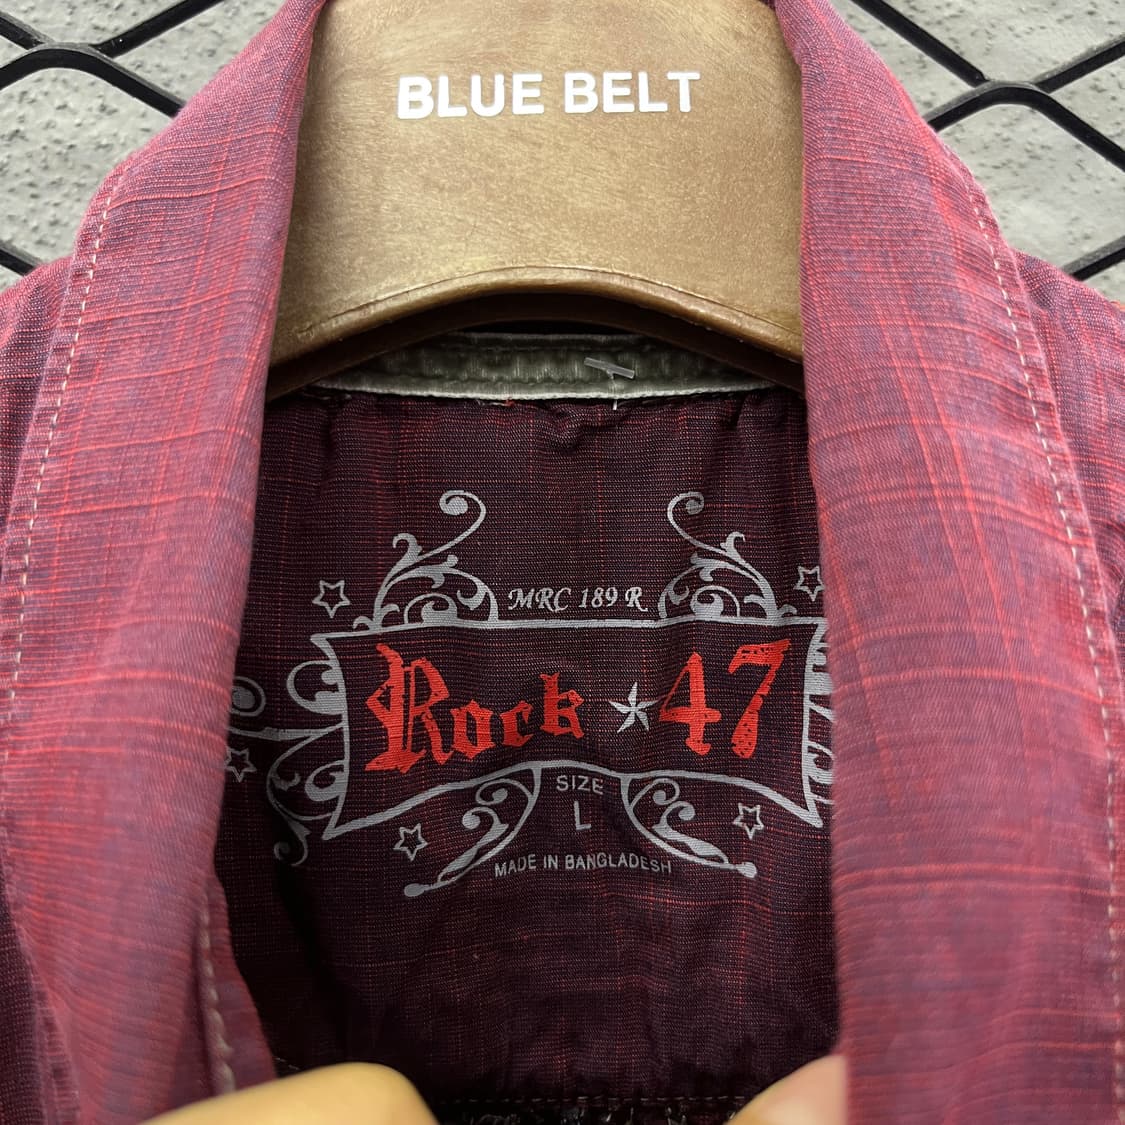 BLUE BELT
MRC 189 R
Rock 47
SIZE
L
MADE IN BANGLADESH